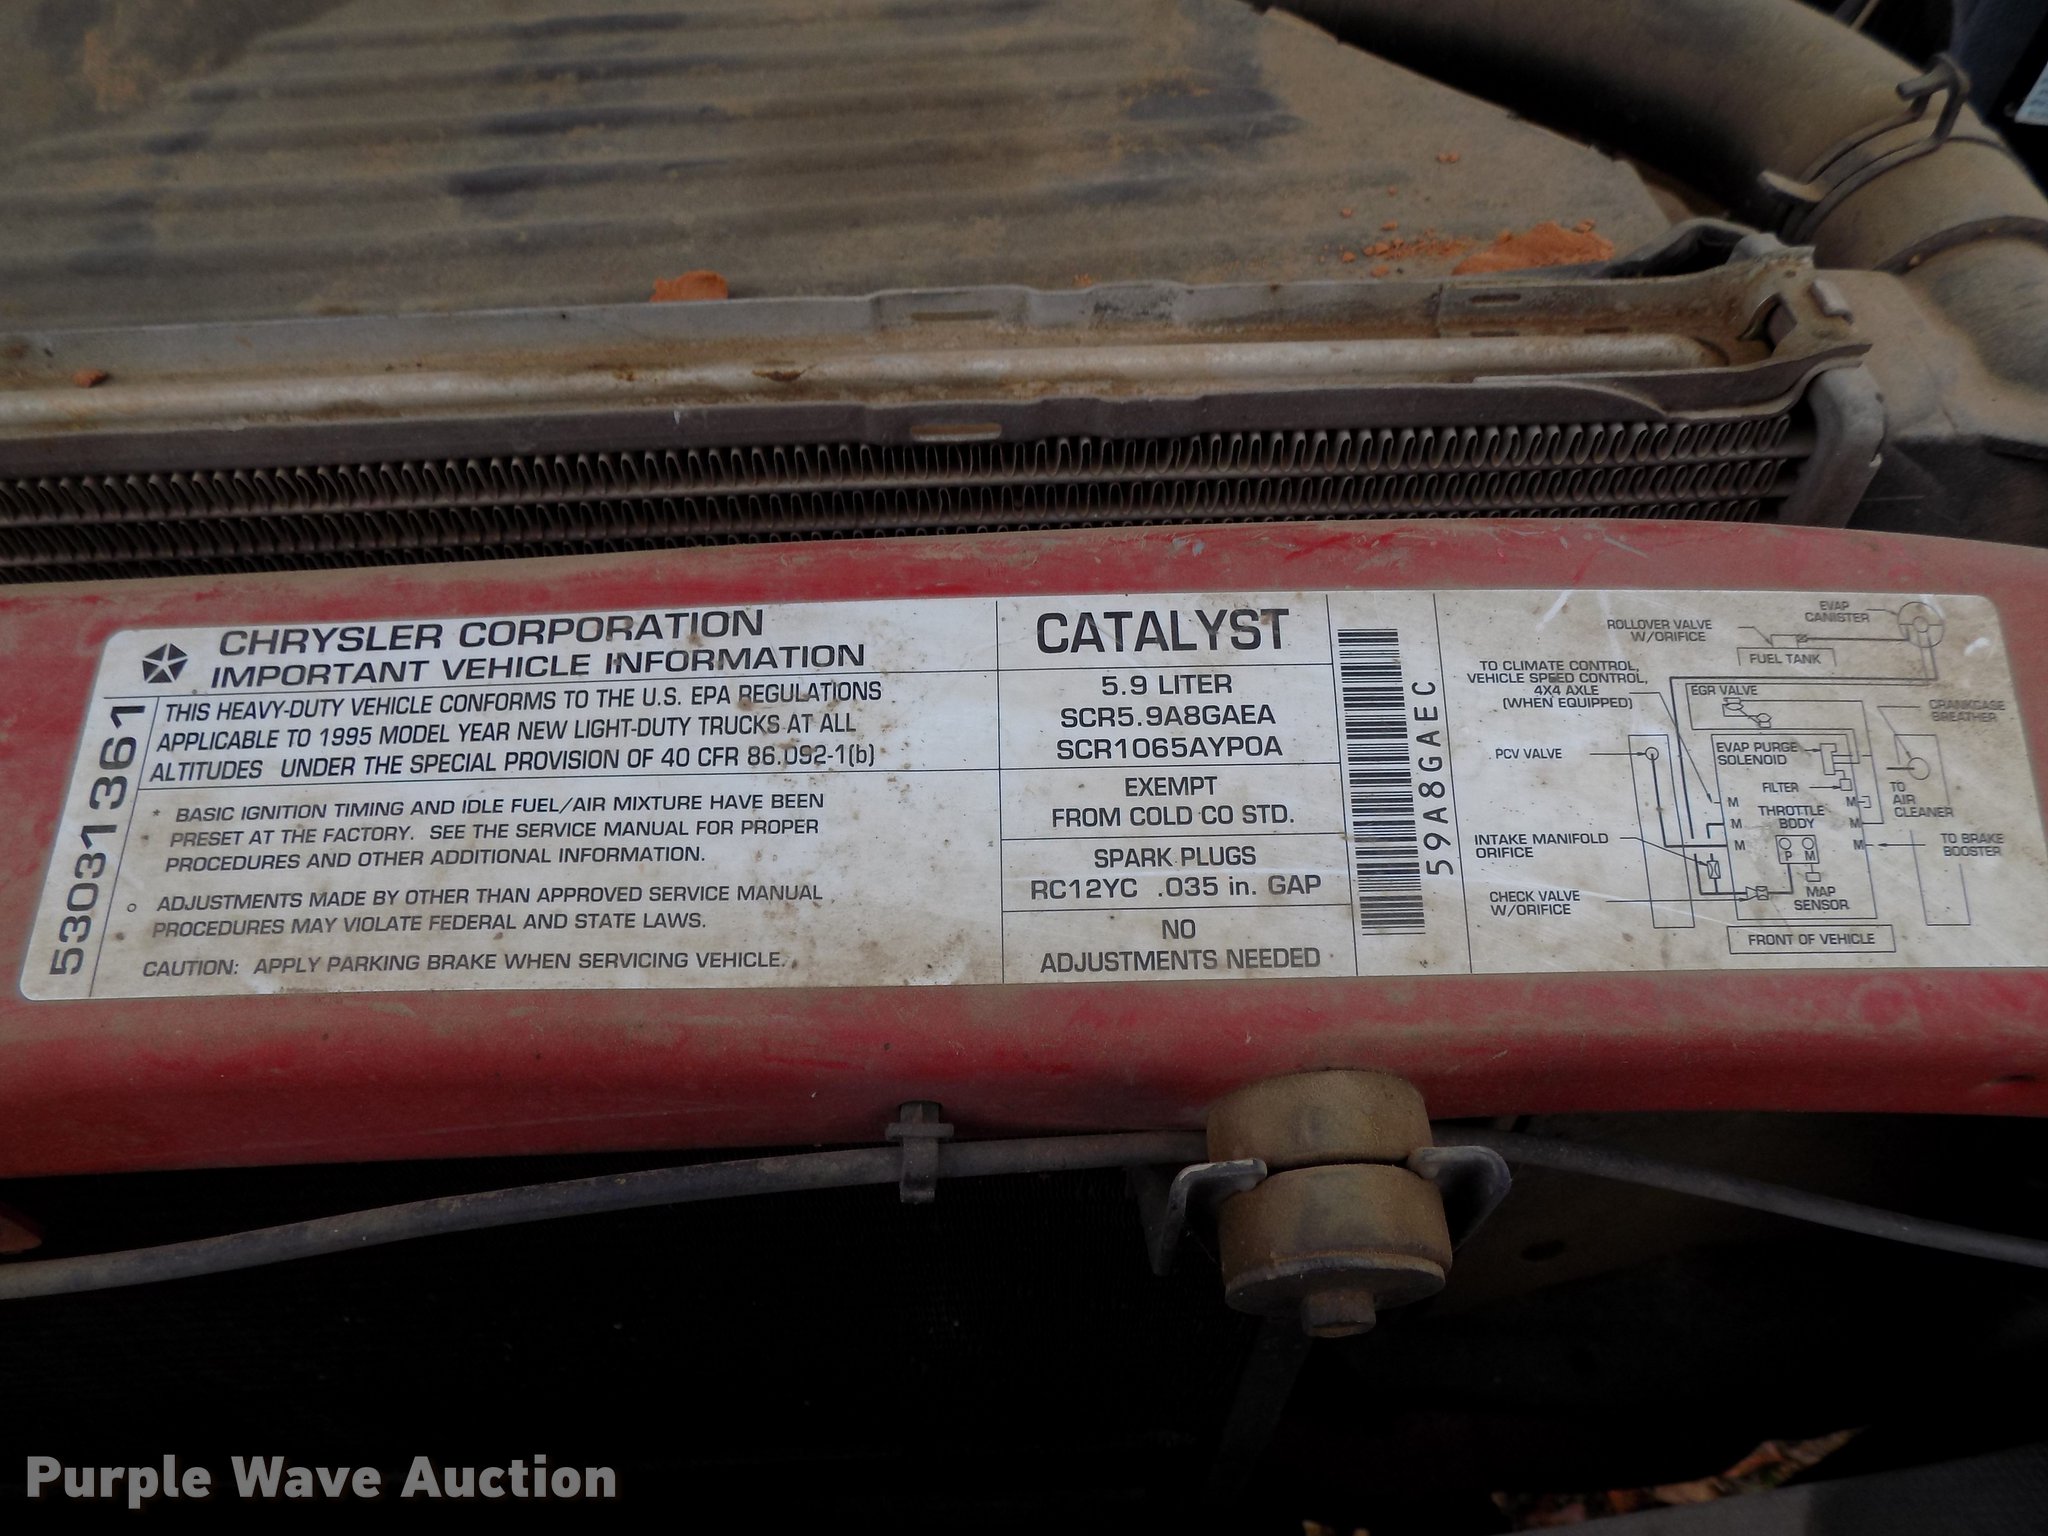 CHRYSLER CORPORATION
IMPORTANT VEHICLE INFORMATION
THIS HEAVY-DUTY VEHICLE CONFORMS TO THE U.S. EPA REGULATIONS
APPLICABLE TO 1995 MODEL YEAR NEW LIGHT-DUTY TRUCKS AT ALL
ALTITUDES UNDER THE SPECIAL PROVISION OF 40 CFR 86.092-1(b)
* BASIC IGNITION TIMING AND IDLE FUEL/AIR MIXTURE HAVE BEEN
PRESET AT THE FACTORY. SEE THE SERVICE MANUAL FOR PROPER
PROCEDURES AND OTHER ADDITIONAL INFORMATION.
o ADJUSTMENTS MADE BY OTHER THAN APPROVED SERVICE MANUAL
PROCEDURES MAY VIOLATE FEDERAL AND STATE LAWS.
CAUTION: APPLY PARKING BRAKE WHEN SERVICING VEHICLE.
53031361
CATALYST
5.9 LITER
SCR5.9A8GAEA
SCR1065AYP0A
EXEMPT
FROM COLD CO STD.
SPARK PLUGS
RC12YC .035 in. GAP
NO
ADJUSTMENTS NEEDED
59A8GAEC
EVAP
CANISTER
ROLLOVER VALVE
W/ORIFICE
FUEL TANK
TO CLIMATE CONTROL,
VEHICLE SPEED CONTROL,
4X4 AXLE
(WHEN EQUIPPED)
EGR VALVE
CRANKCASE
BREATHER
PCV VALVE
EVAP PURGE
SOLENOID
FILTER
TO
AIR
CLEANER
M
M
M
THROTTLE
BODY
M
M
M
INTAKE MANIFOLD
ORIFICE
P M
TO BRAKE
BOOSTER
CHECK VALVE
W/ORIFICE
MAP
SENSOR
FRONT OF VEHICLE
Purple Wave Auction